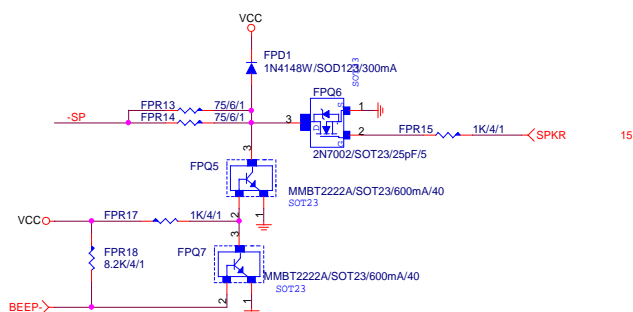 VCC
FPD1
1N4148W/SOD123/300mA
SOT23
FPQ6
FPR13 75/6/1
-SP FPR14 75/6/1
3 D S G 1
2 FPR15 1K/4/1 SPKR 15
2N7002/SOT23/25pF/5
3
FPQ5
MMBT2222A/SOT23/600mA/40
SOT23
2 1
VCC FPR17 1K/4/1
3
FPR18 FPQ7
8.2K/4/1
MMBT2222A/SOT23/600mA/40
SOT23
BEEP- 2 1